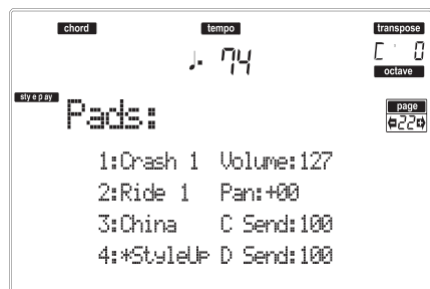 chord tempo transpose
♩. 74 C 0
octave
style play
Pads: page
22
1:Crash 1 Volume:127
2:Ride 1 Pan:+00
3:China C Send:100
4:*StyleUp D Send:100